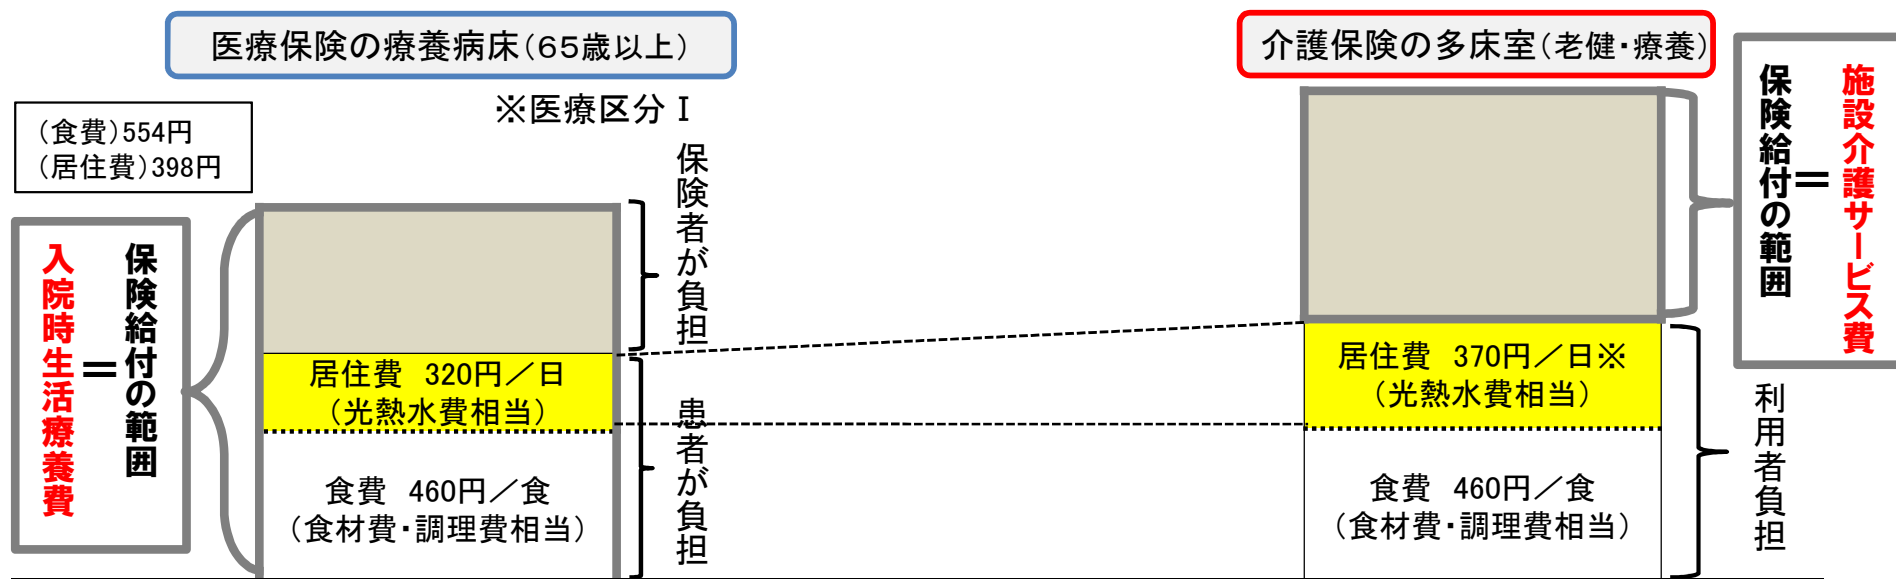 医療保険の療養病床（６５歳以上）
※医療区分Ⅰ
（食費）554円
（居住費）398円
入院時生活療養費
＝
保険給付の範囲
保険者が負担
居住費　320円／日
（光熱水費相当）
食費　460円／食
（食材費・調理費相当）
患者が負担
介護保険の多床室（老健・療養）
居住費　370円／日※
（光熱水費相当）
食費　460円／食
（食材費・調理費相当）
保険給付の範囲
＝
施設介護サービス費
利用者負担